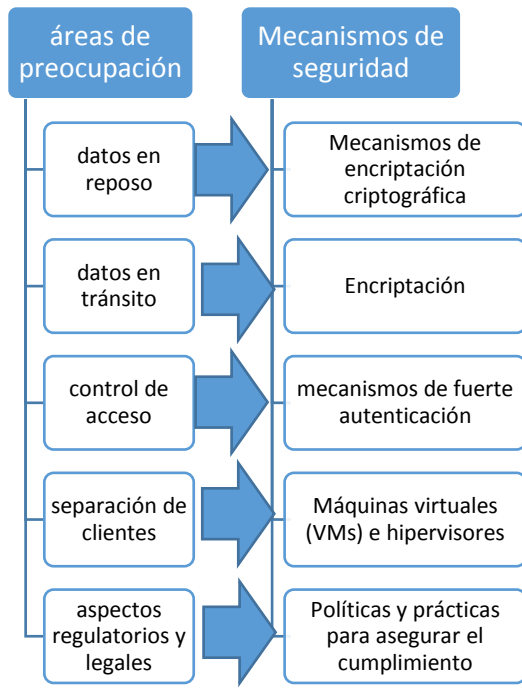 áreas de
preocupación
Mecanismos de
seguridad
datos en
reposo
Mecanismos de
encriptación
criptográfica
datos en
tránsito
Encriptación
control de
acceso
mecanismos de fuerte
autenticación
separación de
clientes
Máquinas virtuales
(VMs) e hipervisores
aspectos
regulatorios y
legales
Políticas y prácticas
para asegurar el
cumplimiento